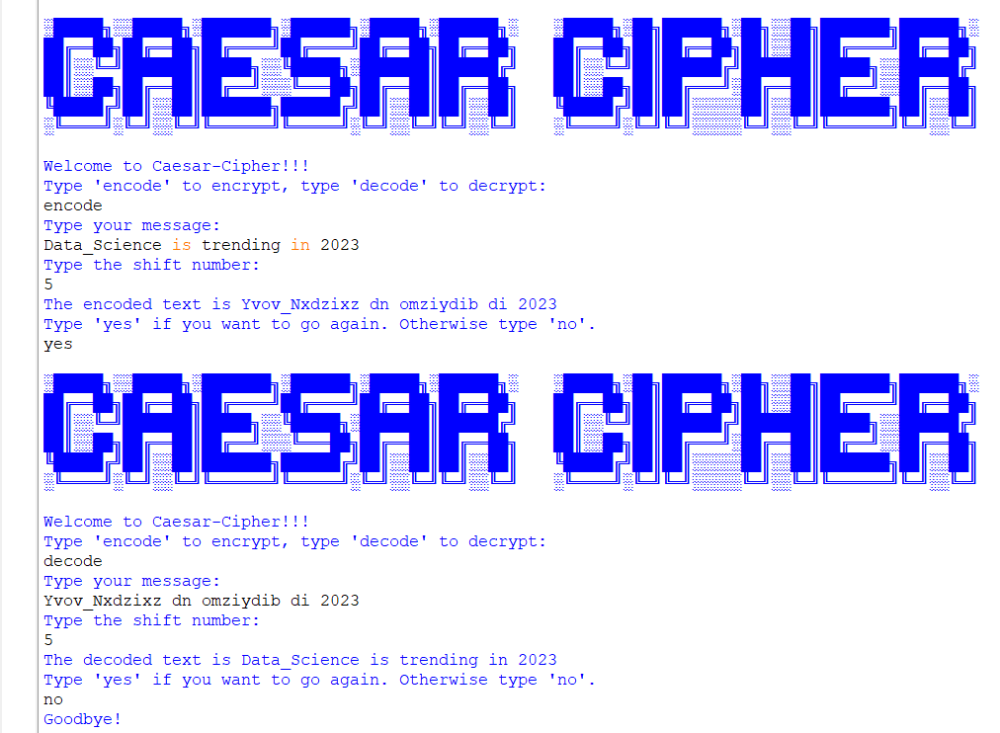 CAESAR CIPHER
Welcome to Caesar-Cipher!!!
Type 'encode' to encrypt, type 'decode' to decrypt:
encode
Type your message:
Data_Science is trending in 2023
Type the shift number:
5
The encoded text is Yvov_Nxdzixz dn omziydib di 2023
Type 'yes' if you want to go again. Otherwise type 'no'.
yes
CAESAR CIPHER
Welcome to Caesar-Cipher!!!
Type 'encode' to encrypt, type 'decode' to decrypt:
decode
Type your message:
Yvov_Nxdzixz dn omziydib di 2023
Type the shift number:
5
The decoded text is Data_Science is trending in 2023
Type 'yes' if you want to go again. Otherwise type 'no'.
no
Goodbye!